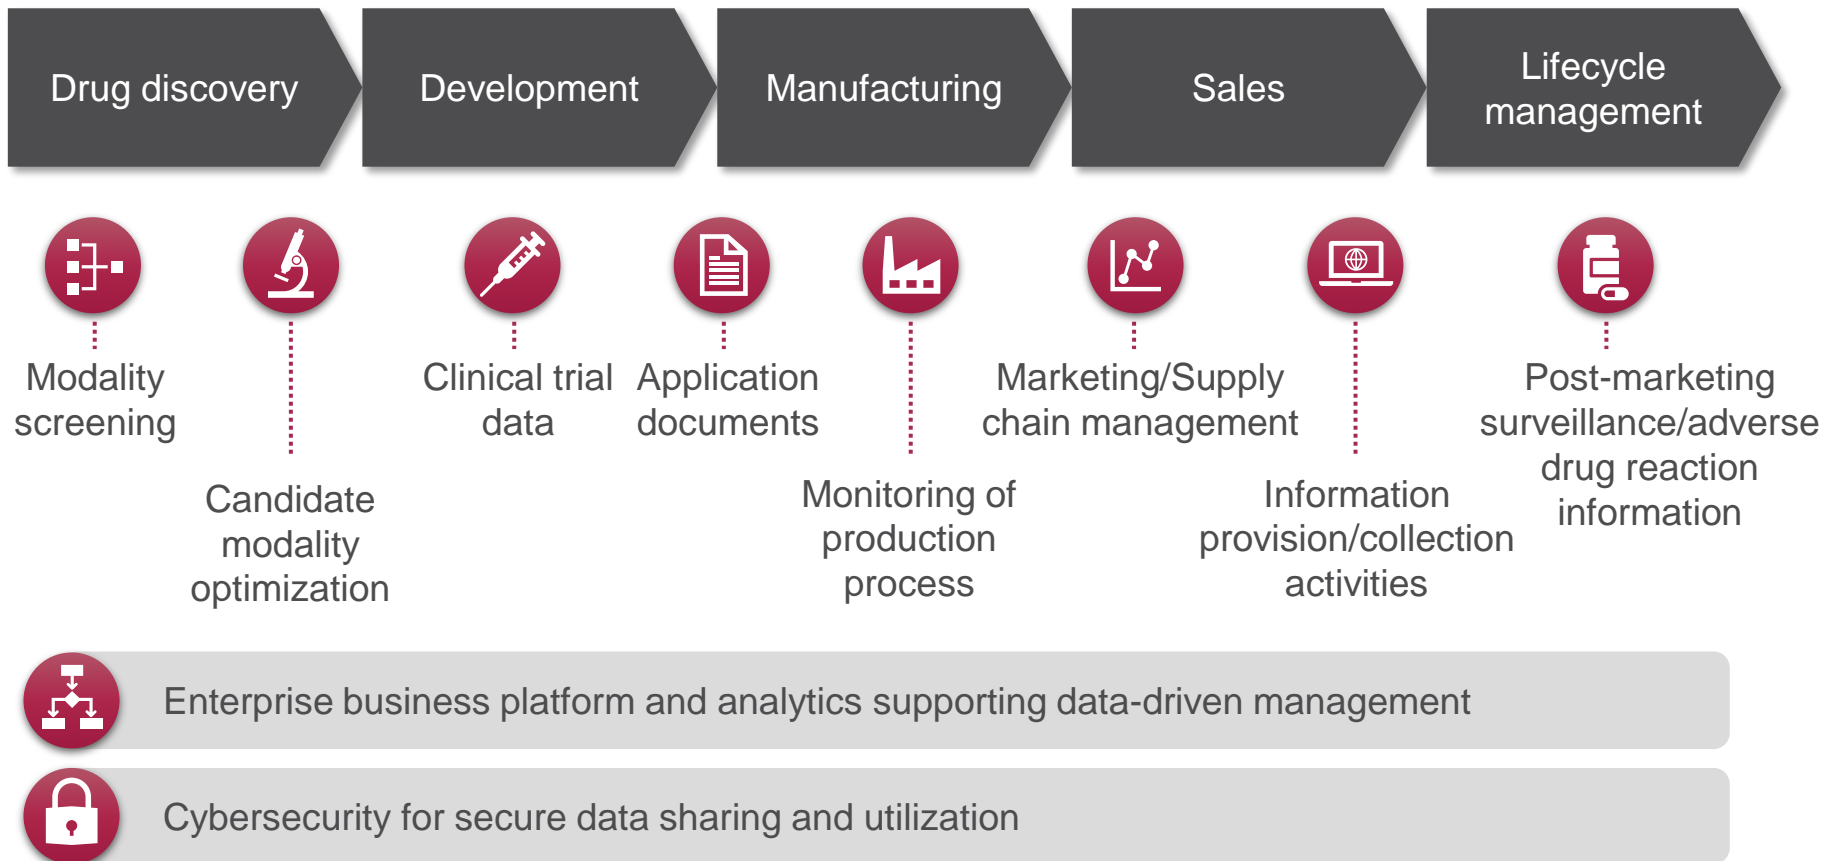 Drug discovery
Development
Manufacturing
Sales
Lifecycle
management
Modality
screening
Candidate
modality
optimization
Clinical trial
data
Application
documents
Monitoring of
production
process
Marketing/Supply
chain management
Information
provision/collection
activities
Post-marketing
surveillance/adverse
drug reaction
information
Enterprise business platform and analytics supporting data-driven management
Cybersecurity for secure data sharing and utilization